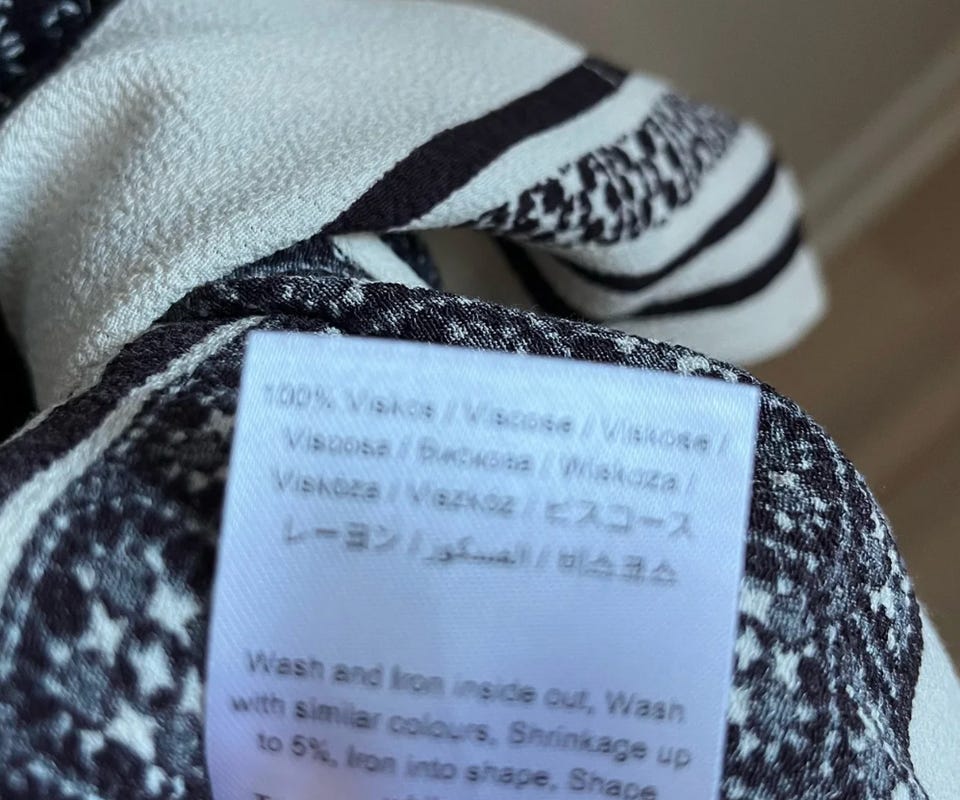 100% Viskos / Viscose / Viskose /
Viscosa / Вискоза / Wiskoza /
Viskóza / Viszkóz / ビスコース
レーヨン / الفسكوز / 비스코스
Wash and Iron inside out, Wash
with similar colours, Shrinkage up
to 5%, Iron into shape, Shape